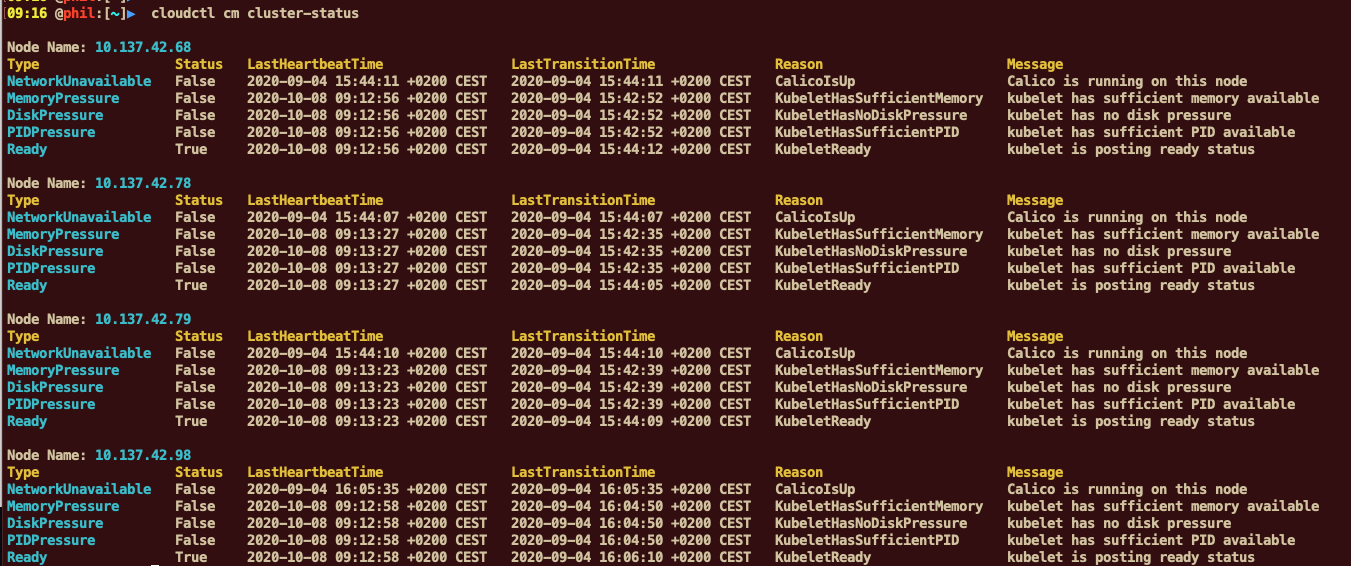 09:16 @phil:[~]▶ cloudctl cm cluster-status
Node Name: 10.137.42.68
Type Status LastHeartbeatTime LastTransitionTime Reason Message
NetworkUnavailable False 2020-09-04 15:44:11 +0200 CEST 2020-09-04 15:44:11 +0200 CEST CalicoIsUp Calico is running on this node
MemoryPressure False 2020-10-08 09:12:56 +0200 CEST 2020-09-04 15:42:52 +0200 CEST KubeletHasSufficientMemory kubelet has sufficient memory available
DiskPressure False 2020-10-08 09:12:56 +0200 CEST 2020-09-04 15:42:52 +0200 CEST KubeletHasNoDiskPressure kubelet has no disk pressure
PIDPressure False 2020-10-08 09:12:56 +0200 CEST 2020-09-04 15:42:52 +0200 CEST KubeletHasSufficientPID kubelet has sufficient PID available
Ready True 2020-10-08 09:12:56 +0200 CEST 2020-09-04 15:44:12 +0200 CEST KubeletReady kubelet is posting ready status
Node Name: 10.137.42.78
Type Status LastHeartbeatTime LastTransitionTime Reason Message
NetworkUnavailable False 2020-09-04 15:44:07 +0200 CEST 2020-09-04 15:44:07 +0200 CEST CalicoIsUp Calico is running on this node
MemoryPressure False 2020-10-08 09:13:27 +0200 CEST 2020-09-04 15:42:35 +0200 CEST KubeletHasSufficientMemory kubelet has sufficient memory available
DiskPressure False 2020-10-08 09:13:27 +0200 CEST 2020-09-04 15:42:35 +0200 CEST KubeletHasNoDiskPressure kubelet has no disk pressure
PIDPressure False 2020-10-08 09:13:27 +0200 CEST 2020-09-04 15:42:35 +0200 CEST KubeletHasSufficientPID kubelet has sufficient PID available
Ready True 2020-10-08 09:13:27 +0200 CEST 2020-09-04 15:44:05 +0200 CEST KubeletReady kubelet is posting ready status
Node Name: 10.137.42.79
Type Status LastHeartbeatTime LastTransitionTime Reason Message
NetworkUnavailable False 2020-09-04 15:44:10 +0200 CEST 2020-09-04 15:44:10 +0200 CEST CalicoIsUp Calico is running on this node
MemoryPressure False 2020-10-08 09:13:23 +0200 CEST 2020-09-04 15:42:39 +0200 CEST KubeletHasSufficientMemory kubelet has sufficient memory available
DiskPressure False 2020-10-08 09:13:23 +0200 CEST 2020-09-04 15:42:39 +0200 CEST KubeletHasNoDiskPressure kubelet has no disk pressure
PIDPressure False 2020-10-08 09:13:23 +0200 CEST 2020-09-04 15:42:39 +0200 CEST KubeletHasSufficientPID kubelet has sufficient PID available
Ready True 2020-10-08 09:13:23 +0200 CEST 2020-09-04 15:44:09 +0200 CEST KubeletReady kubelet is posting ready status
Node Name: 10.137.42.98
Type Status LastHeartbeatTime LastTransitionTime Reason Message
NetworkUnavailable False 2020-09-04 16:05:35 +0200 CEST 2020-09-04 16:05:35 +0200 CEST CalicoIsUp Calico is running on this node
MemoryPressure False 2020-10-08 09:12:58 +0200 CEST 2020-09-04 16:04:50 +0200 CEST KubeletHasSufficientMemory kubelet has sufficient memory available
DiskPressure False 2020-10-08 09:12:58 +0200 CEST 2020-09-04 16:04:50 +0200 CEST KubeletHasNoDiskPressure kubelet has no disk pressure
PIDPressure False 2020-10-08 09:12:58 +0200 CEST 2020-09-04 16:04:50 +0200 CEST KubeletHasSufficientPID kubelet has sufficient PID available
Ready True 2020-10-08 09:12:58 +0200 CEST 2020-09-04 16:06:10 +0200 CEST KubeletReady kubelet is posting ready status